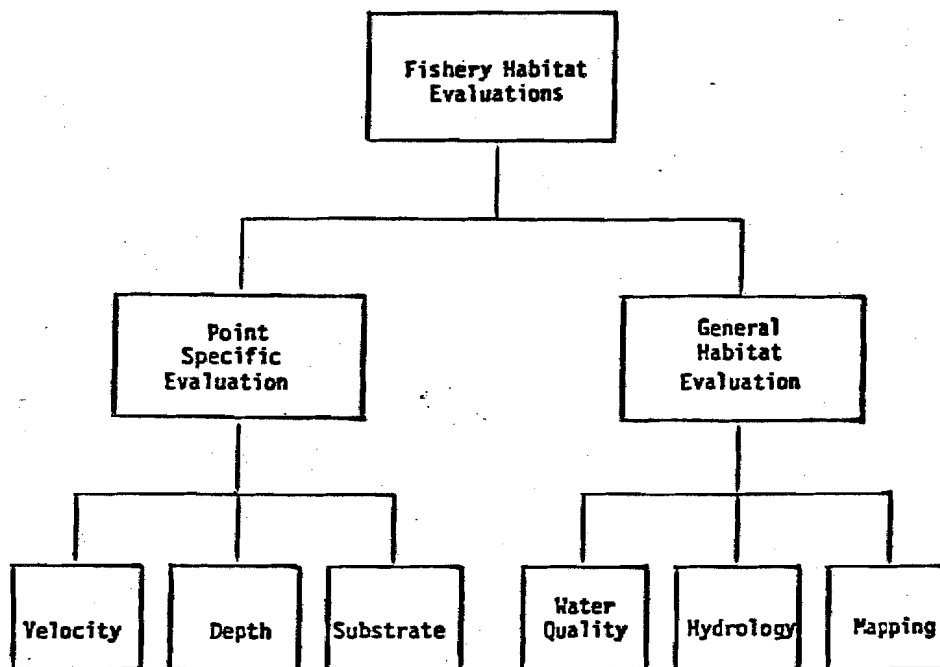 Fishery Habitat
Evaluations
Point
Specific
Evaluation
General
Habitat
Evaluation
Velocity
Depth
Substrate
Water
Quality
Hydrology
Mapping